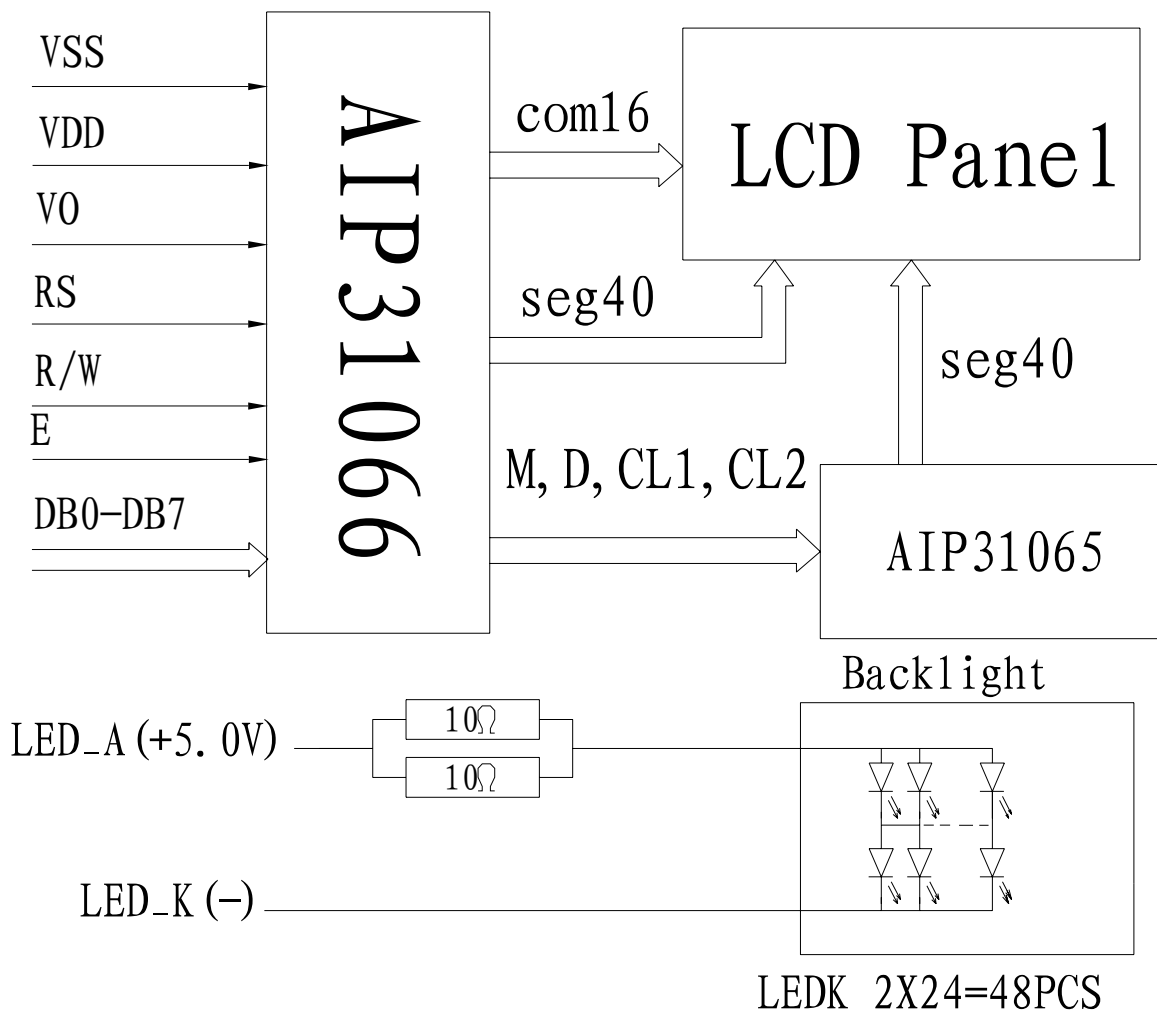 VSS
VDD
VO
RS
R/W
E
DB0-DB7
AIP31066
com16
seg40
M, D, CL1, CL2
LCD Panel
seg40
AIP31065
Backlight
LED_A(+5.0V)
10Ω
10Ω
LED_K(-)
LEDK 2X24=48PCS